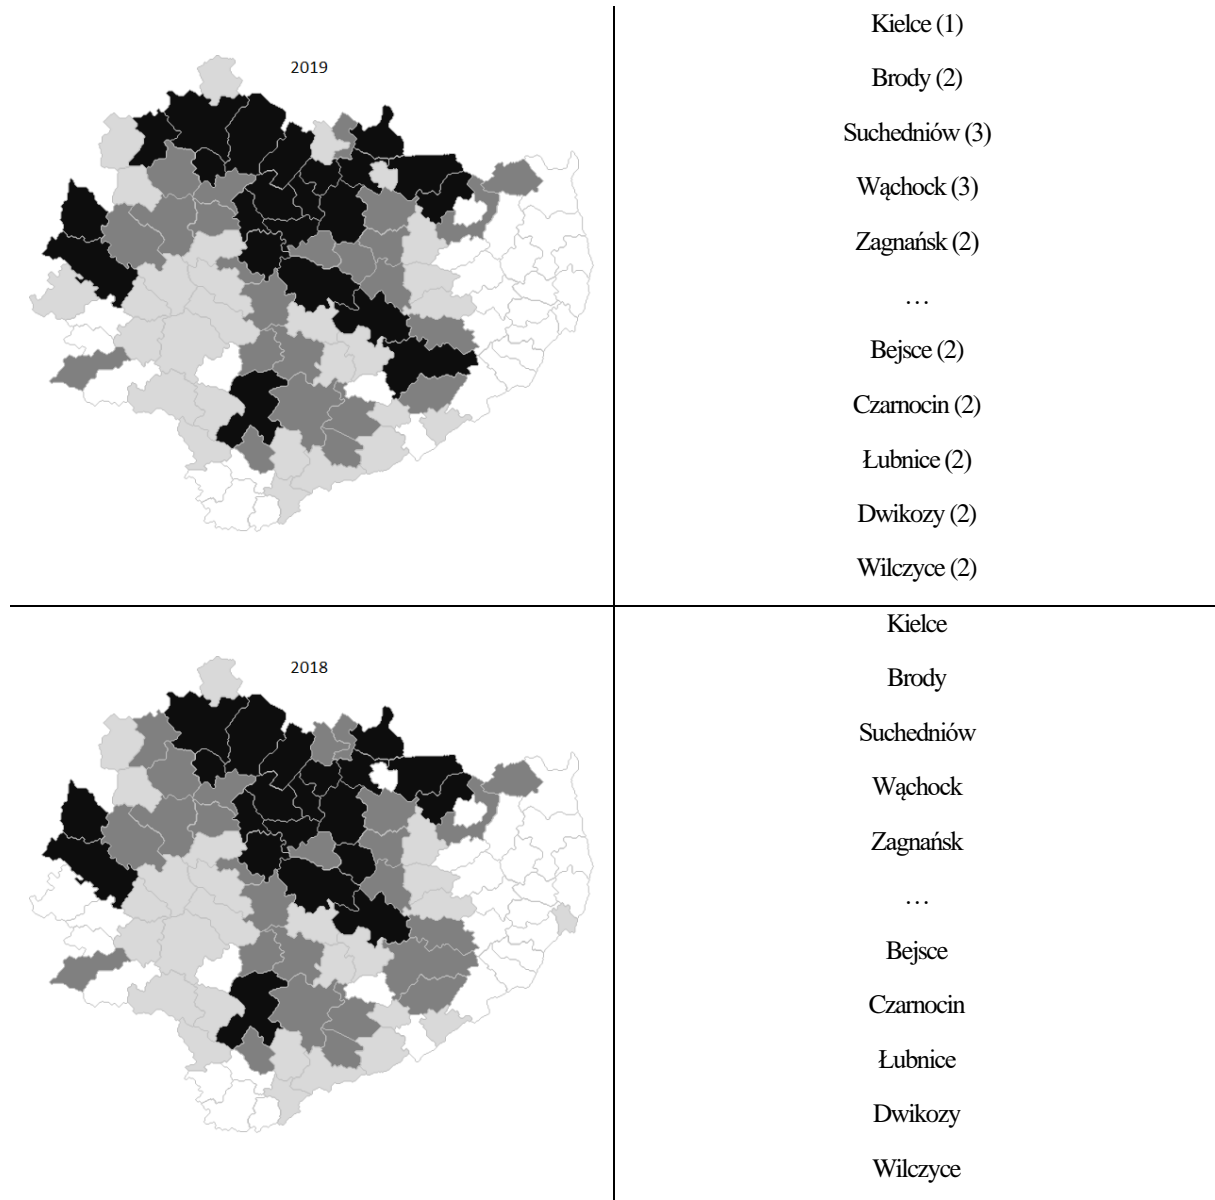 2019
Kielce (1)
Brody (2)
Suchedniów (3)
Wąchock (3)
Zagnańsk (2)
…
Bejsce (2)
Czarnocin (2)
Łubnice (2)
Dwikozy (2)
Wilczyce (2)
2018
Kielce
Brody
Suchedniów
Wąchock
Zagnańsk
…
Bejsce
Czarnocin
Łubnice
Dwikozy
Wilczyce